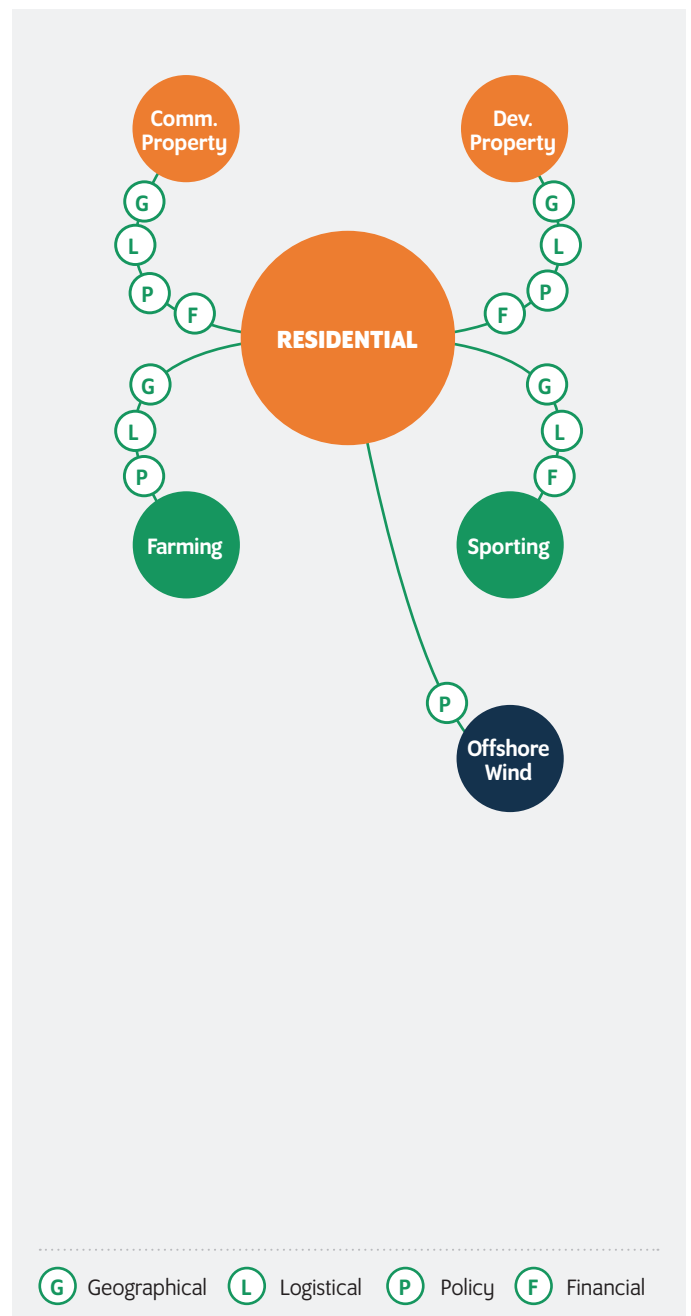 Comm.
Property
Dev.
Property
G
L
P
F
G
L
P
F
RESIDENTIAL
G
L
P
Farming
G
L
F
Sporting
P
Offshore
Wind
G Geographical
L Logistical
P Policy
F Financial